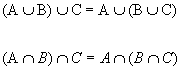 (A ∪ B) ∪ C = A ∪ (B ∪ C)
(A ∩ B) ∩ C = A ∩ (B ∩ C)